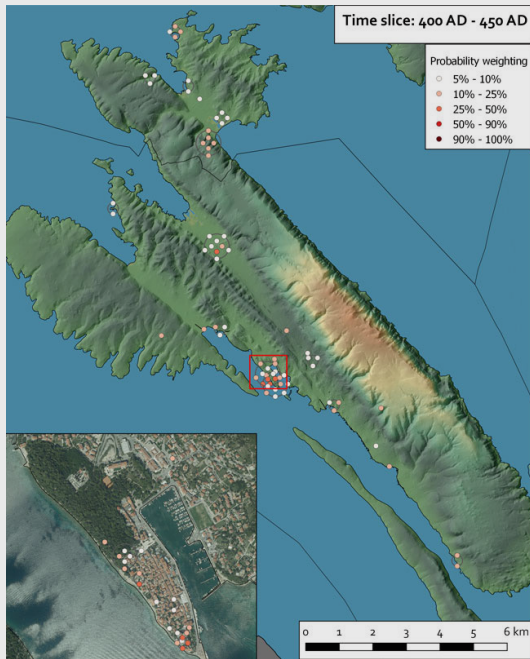 Time slice: 400 AD - 450 AD
Probability weighting
5% - 10%
10% - 25%
25% - 50%
50% - 90%
90% - 100%
0 1 2 3 4 5 6 km